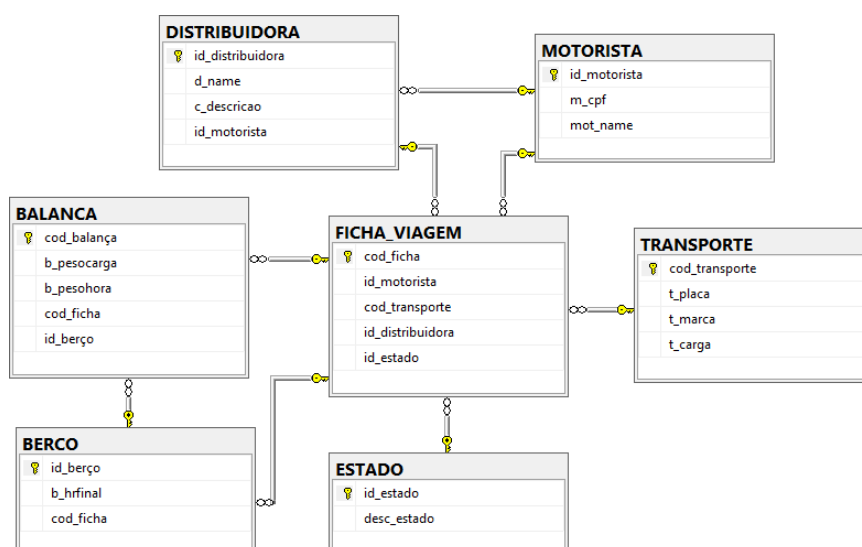 DISTRIBUIDORA
id_distribuidora
d_name
c_descricao
id_motorista
MOTORISTA
id_motorista
m_cpf
mot_name
BALANCA
cod_balança
b_pesocarga
b_pesohora
cod_ficha
id_berço
FICHA_VIAGEM
cod_ficha
id_motorista
cod_transporte
id_distribuidora
id_estado
TRANSPORTE
cod_transporte
t_placa
t_marca
t_carga
BERCO
id_berço
b_hrfinal
cod_ficha
ESTADO
id_estado
desc_estado